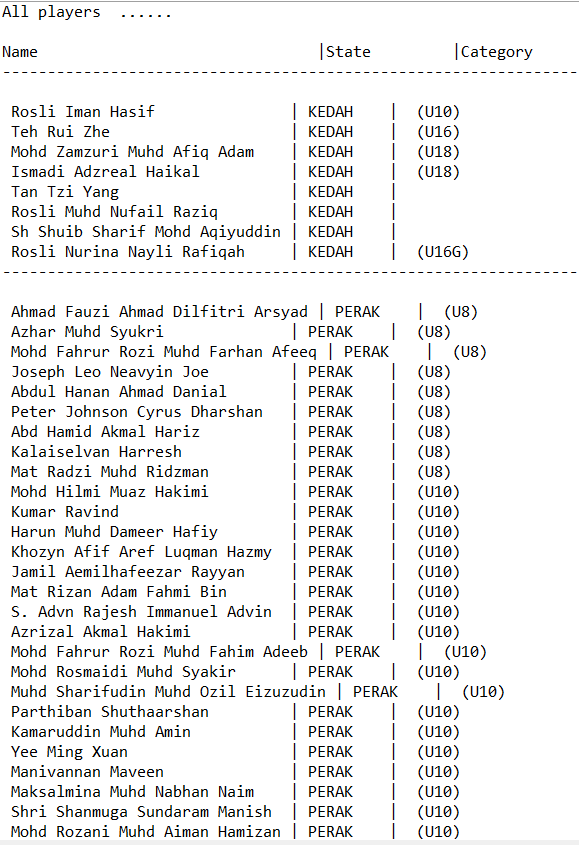 All players  ......
Name                               |State         |Category
----------------------------------------------------------------
 Rosli Iman Hasif               | KEDAH    |  (U10)
 Teh Rui Zhe                    | KEDAH    |  (U16)
 Mohd Zamzuri Muhd Afiq Adam    | KEDAH    |  (U18)
 Ismadi Adzreal Haikal          | KEDAH    |  (U18)
 Tan Tzi Yang                   | KEDAH    |
 Rosli Muhd Nufail Raziq        | KEDAH    |
 Sh Shuib Sharif Mohd Aqiyuddin | KEDAH    |
 Rosli Nurina Nayli Rafiqah     | KEDAH    |  (U16G)
----------------------------------------------------------------
 Ahmad Fauzi Ahmad Dilfitri Arsyad | PERAK    |  (U8)
 Azhar Muhd Syukri              | PERAK    |  (U8)
 Mohd Fahrur Rozi Muhd Farhan Afeeq | PERAK    |  (U8)
 Joseph Leo Neavyin Joe         | PERAK    |  (U8)
 Abdul Hanan Ahmad Danial       | PERAK    |  (U8)
 Peter Johnson Cyrus Dharshan   | PERAK    |  (U8)
 Abd Hamid Akmal Hariz          | PERAK    |  (U8)
 Kalaiselvan Harresh            | PERAK    |  (U8)
 Mat Radzi Muhd Ridzman         | PERAK    |  (U8)
 Mohd Hilmi Muaz Hakimi         | PERAK    |  (U10)
 Kumar Ravind                   | PERAK    |  (U10)
 Harun Muhd Dameer Hafiy        | PERAK    |  (U10)
 Khozyn Afif Aref Luqman Hazmy  | PERAK    |  (U10)
 Jamil Aemilhafeezar Rayyan     | PERAK    |  (U10)
 Mat Rizan Adam Fahmi Bin       | PERAK    |  (U10)
 S. Advn Rajesh Immanuel Advin  | PERAK    |  (U10)
 Azrizal Akmal Hakimi           | PERAK    |  (U10)
 Mohd Fahrur Rozi Muhd Fahim Adeeb | PERAK    |  (U10)
 Mohd Rosmaidi Muhd Syakir      | PERAK    |  (U10)
 Muhd Sharifudin Muhd Ozil Eizuzudin | PERAK    |  (U10)
 Parthiban Shuthaarshan         | PERAK    |  (U10)
 Kamaruddin Muhd Amin           | PERAK    |  (U10)
 Yee Ming Xuan                  | PERAK    |  (U10)
 Manivannan Maveen              | PERAK    |  (U10)
 Maksalmina Muhd Nabhan Naim    | PERAK    |  (U10)
 Shri Shanmuga Sundaram Manish  | PERAK    |  (U10)
 Mohd Rozani Muhd Aiman Hamizan | PERAK    |  (U10)